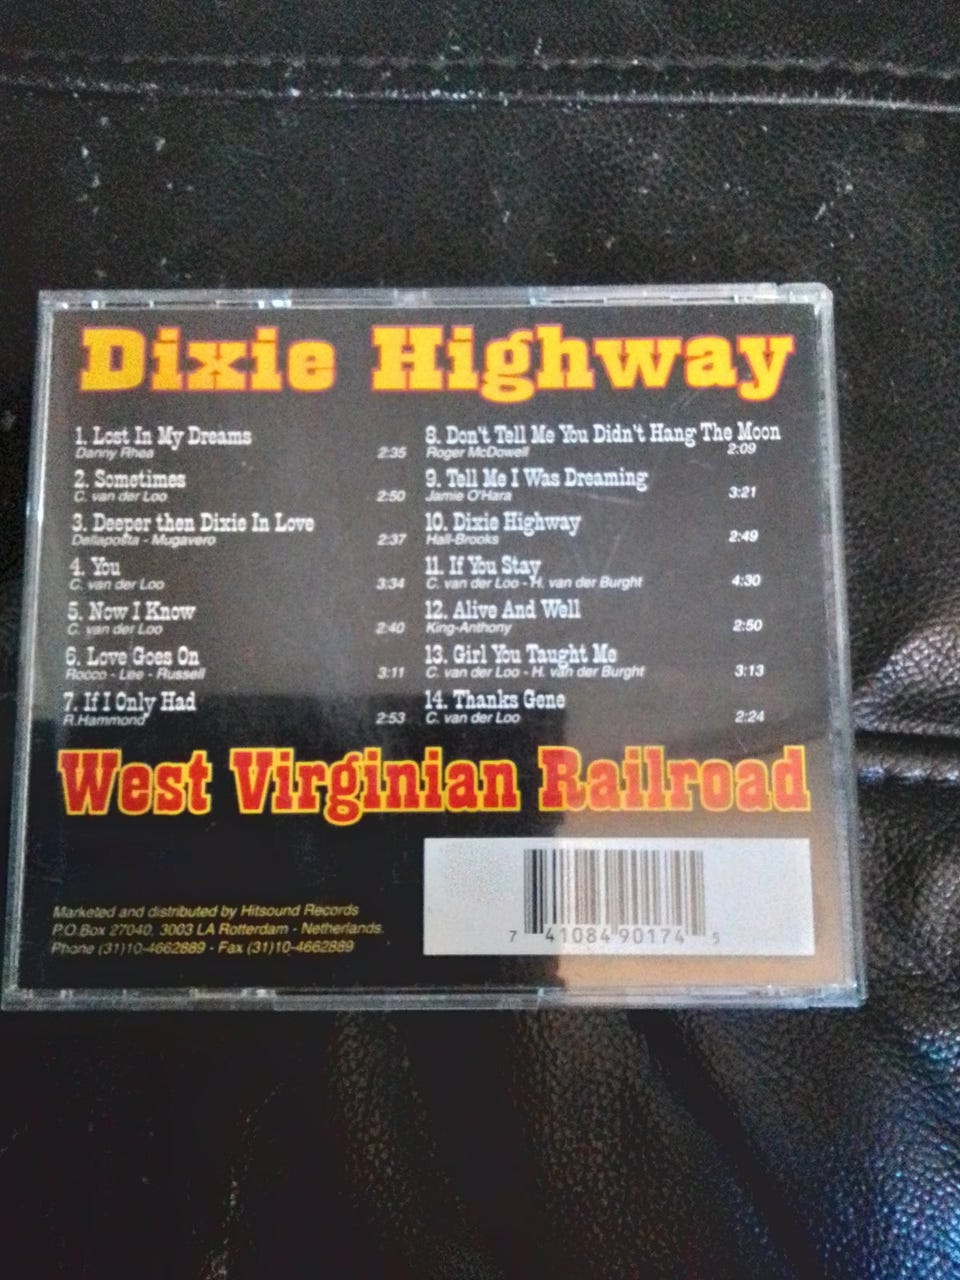 Dixie Highway
1. Lost In My Dreams
Danny Rhea 2:35
2. Sometimes
C. van der Loo 2:50
3. Deeper then Dixie In Love
Dellaposta - Mugavero 2:37
4. You
C. van der Loo 3:34
5. Now I Know
C. van der Loo 2:40
6. Love Goes On
Rocco - Lee - Russell 3:11
7. If I Only Had
R.Hammond 2:53
8. Don't Tell Me You Didn't Hang The Moon
Roger McDowell 2:09
9. Tell Me I Was Dreaming
Jamie O'Hara 3:21
10. Dixie Highway
Hall-Brooks 2:49
11. If You Stay
C. van der Loo - H. van der Burght 4:30
12. Alive And Well
King-Anthony 2:50
13. Girl You Taught Me
C. van der Loo - H. van der Burght 3:13
14. Thanks Gene
C. van der Loo 2:24
West Virginian Railroad
Marketed and distributed by Hitsound Records
P.O.Box 27040, 3003 LA Rotterdam - Netherlands.
Phone (31)10-4662889 - Fax (31)10-4662889
7 41084 90174 5